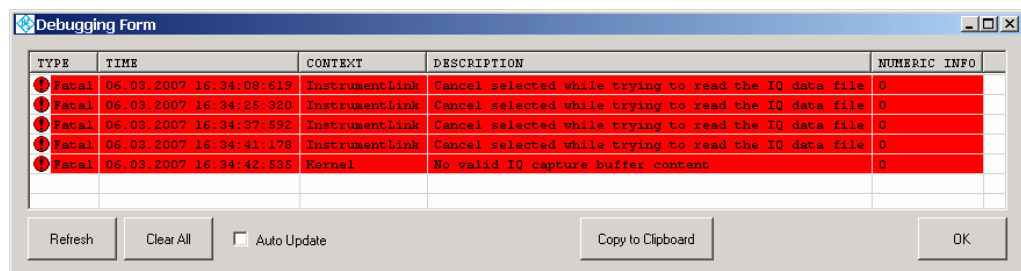 Debugging Form
TYPE TIME CONTEXT DESCRIPTION NUMERIC INFO
Fatal 06.03.2007 16:34:08:619 InstrumentLink Cancel selected while trying to read the IQ data file 0
Fatal 06.03.2007 16:34:25:320 InstrumentLink Cancel selected while trying to read the IQ data file 0
Fatal 06.03.2007 16:34:37:592 InstrumentLink Cancel selected while trying to read the IQ data file 0
Fatal 06.03.2007 16:34:41:178 InstrumentLink Cancel selected while trying to read the IQ data file 0
Fatal 06.03.2007 16:34:42:535 Kernel No valid IQ capture buffer content 0
Refresh Clear All Auto Update Copy to Clipboard OK